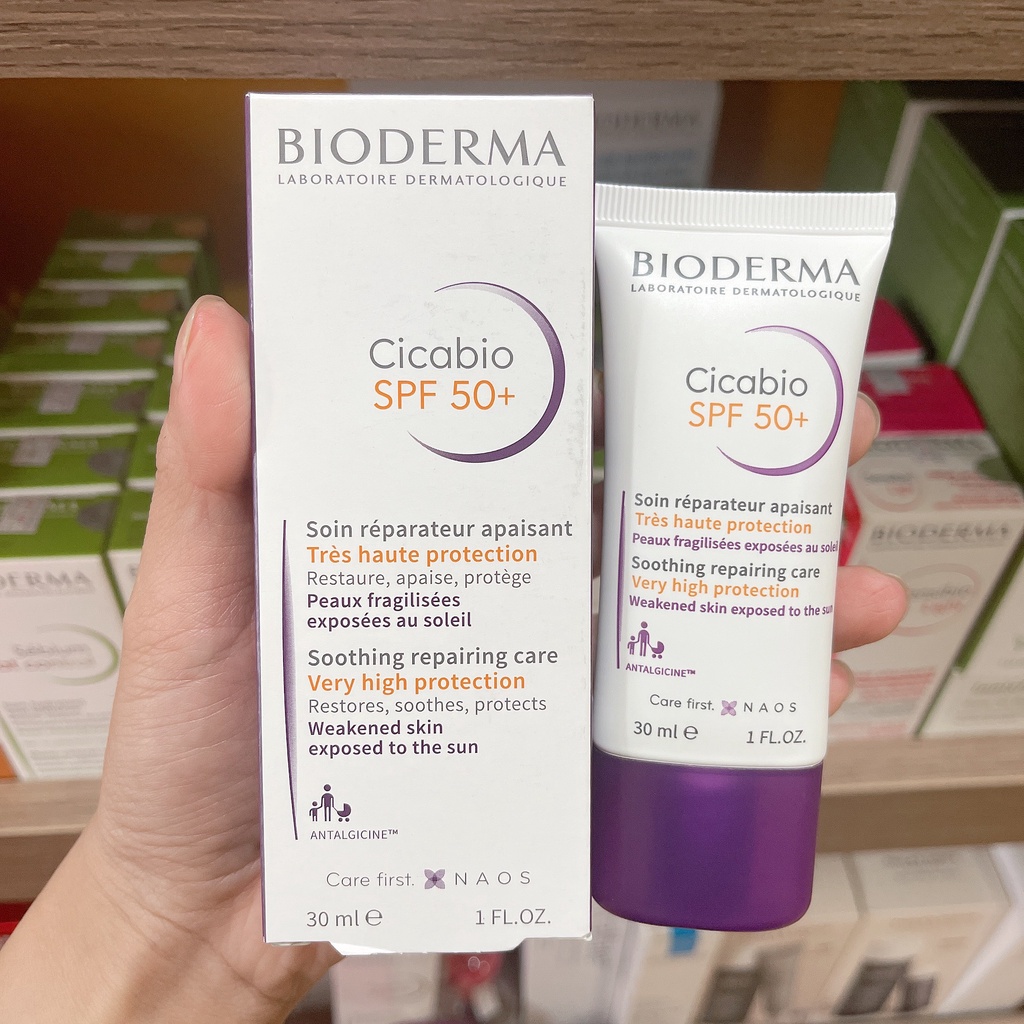 BIODERMA
LABORATOIRE DERMATOLOGIQUE
Cicabio
SPF 50+
Soin réparateur apaisant
Très haute protection
Restaure, apaise, protège
Peaux fragilisées
exposées au soleil
Soothing repairing care
Very high protection
Restores, soothes, protects
Weakened skin
exposed to the sun
ANTALGICINE™
Care first. NAOS
30 ml ℮ 1 FL.OZ.
BIODERMA
LABORATOIRE DERMATOLOGIQUE
Cicabio
SPF 50+
Soin réparateur apaisant
Très haute protection
Peaux fragilisées exposées au soleil
Soothing repairing care
Very high protection
Weakened skin exposed to the sun
ANTALGICINE™
Care first. NAOS
30 ml ℮ 1 FL.OZ.
BIODERMA
BIODERMA